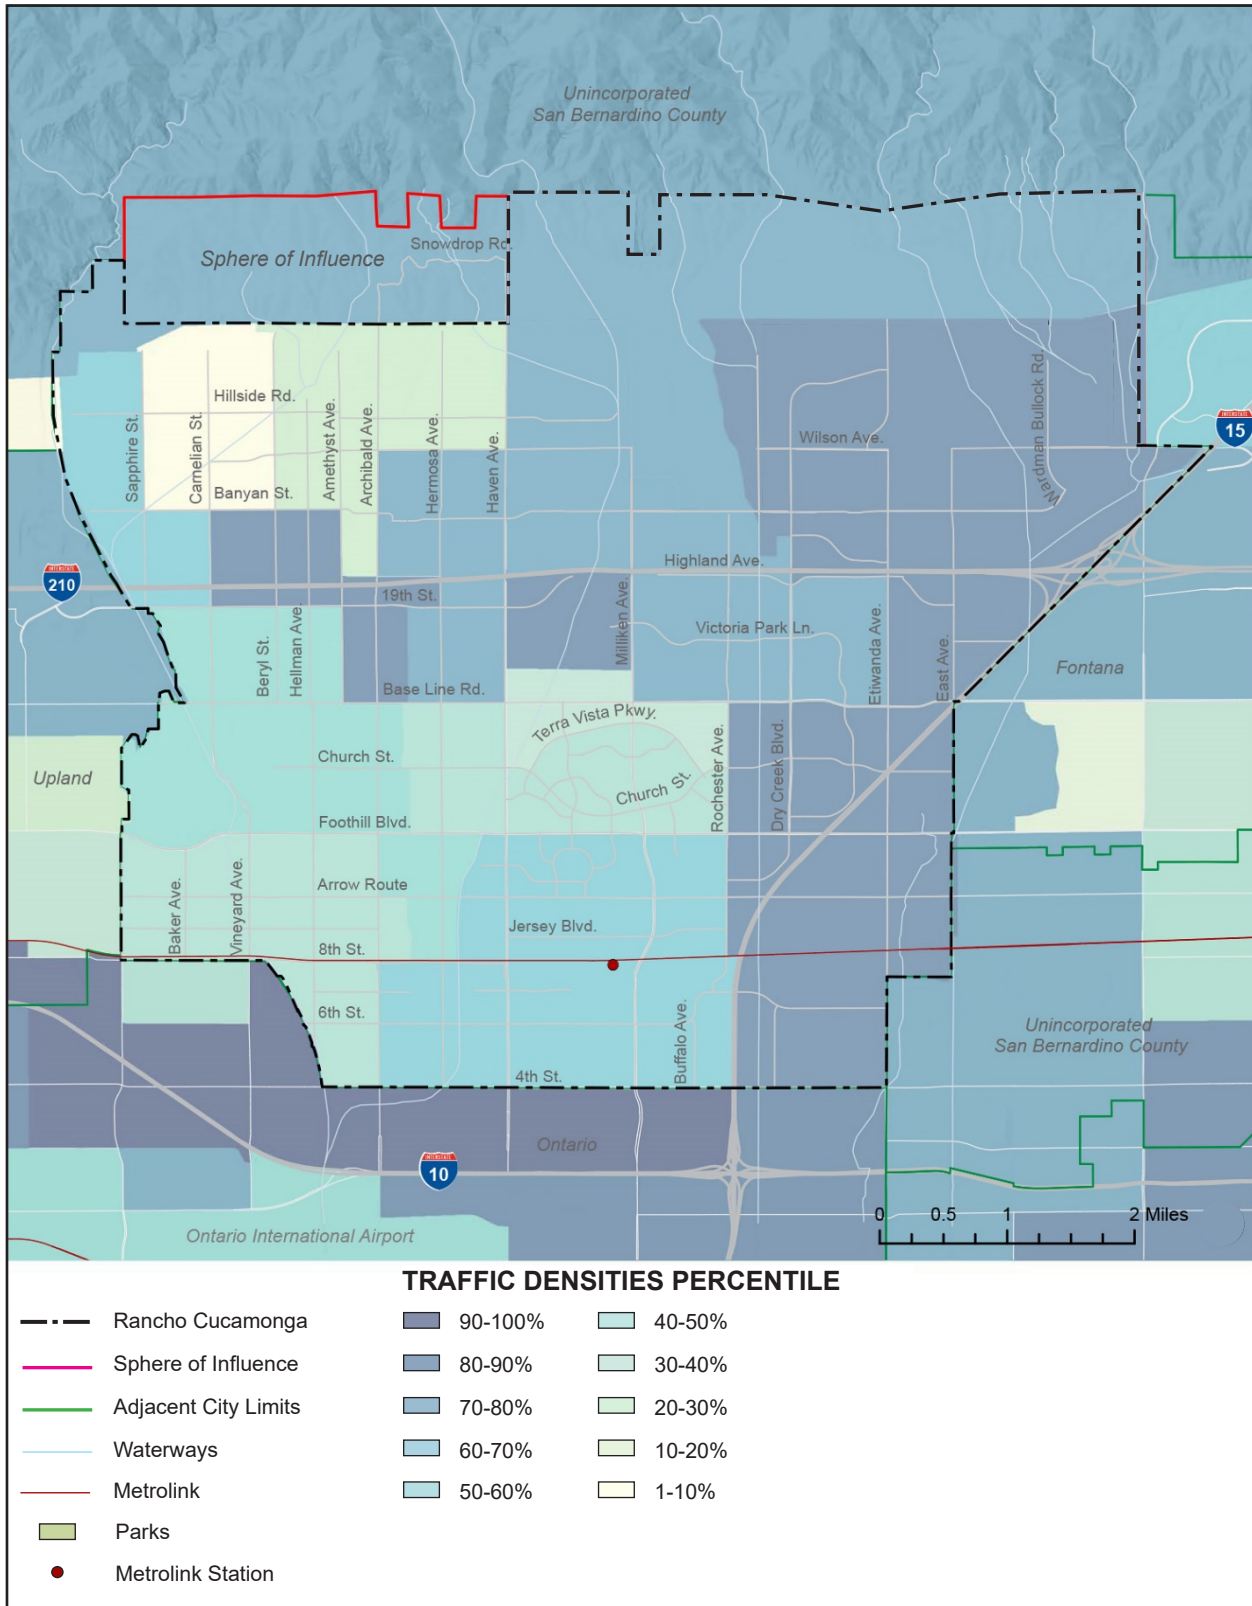 Unincorporated
San Bernardino County
Snowdrop Rd.
Sphere of Influence
Hillside Rd.
Sapphire St.
Carnelian St.
Amethyst Ave.
Archibald Ave.
Hermosa Ave.
Haven Ave.
Wilson Ave.
Wardman Bullock Rd.
INTERSTATE
15
Banyan St.
Highland Ave.
INTERSTATE
210
19th St.
Beryl St.
Hellman Ave.
Milliken Ave.
Victoria Park Ln.
Etiwanda Ave.
East Ave.
Fontana
Base Line Rd.
Terra Vista Pkwy.
Church St.
Church St.
Rochester Ave.
Dry Creek Blvd.
Upland
Foothill Blvd.
Arrow Route
Baker Ave.
Vineyard Ave.
Jersey Blvd.
8th St.
6th St.
Buffalo Ave.
Unincorporated
San Bernardino County
4th St.
Ontario
INTERSTATE
10
Ontario International Airport
0 0.5 1 2 Miles
TRAFFIC DENSITIES PERCENTILE
Rancho Cucamonga
Sphere of Influence
Adjacent City Limits
Waterways
Metrolink
Parks
Metrolink Station
90-100%
80-90%
70-80%
60-70%
50-60%
40-50%
30-40%
20-30%
10-20%
1-10%